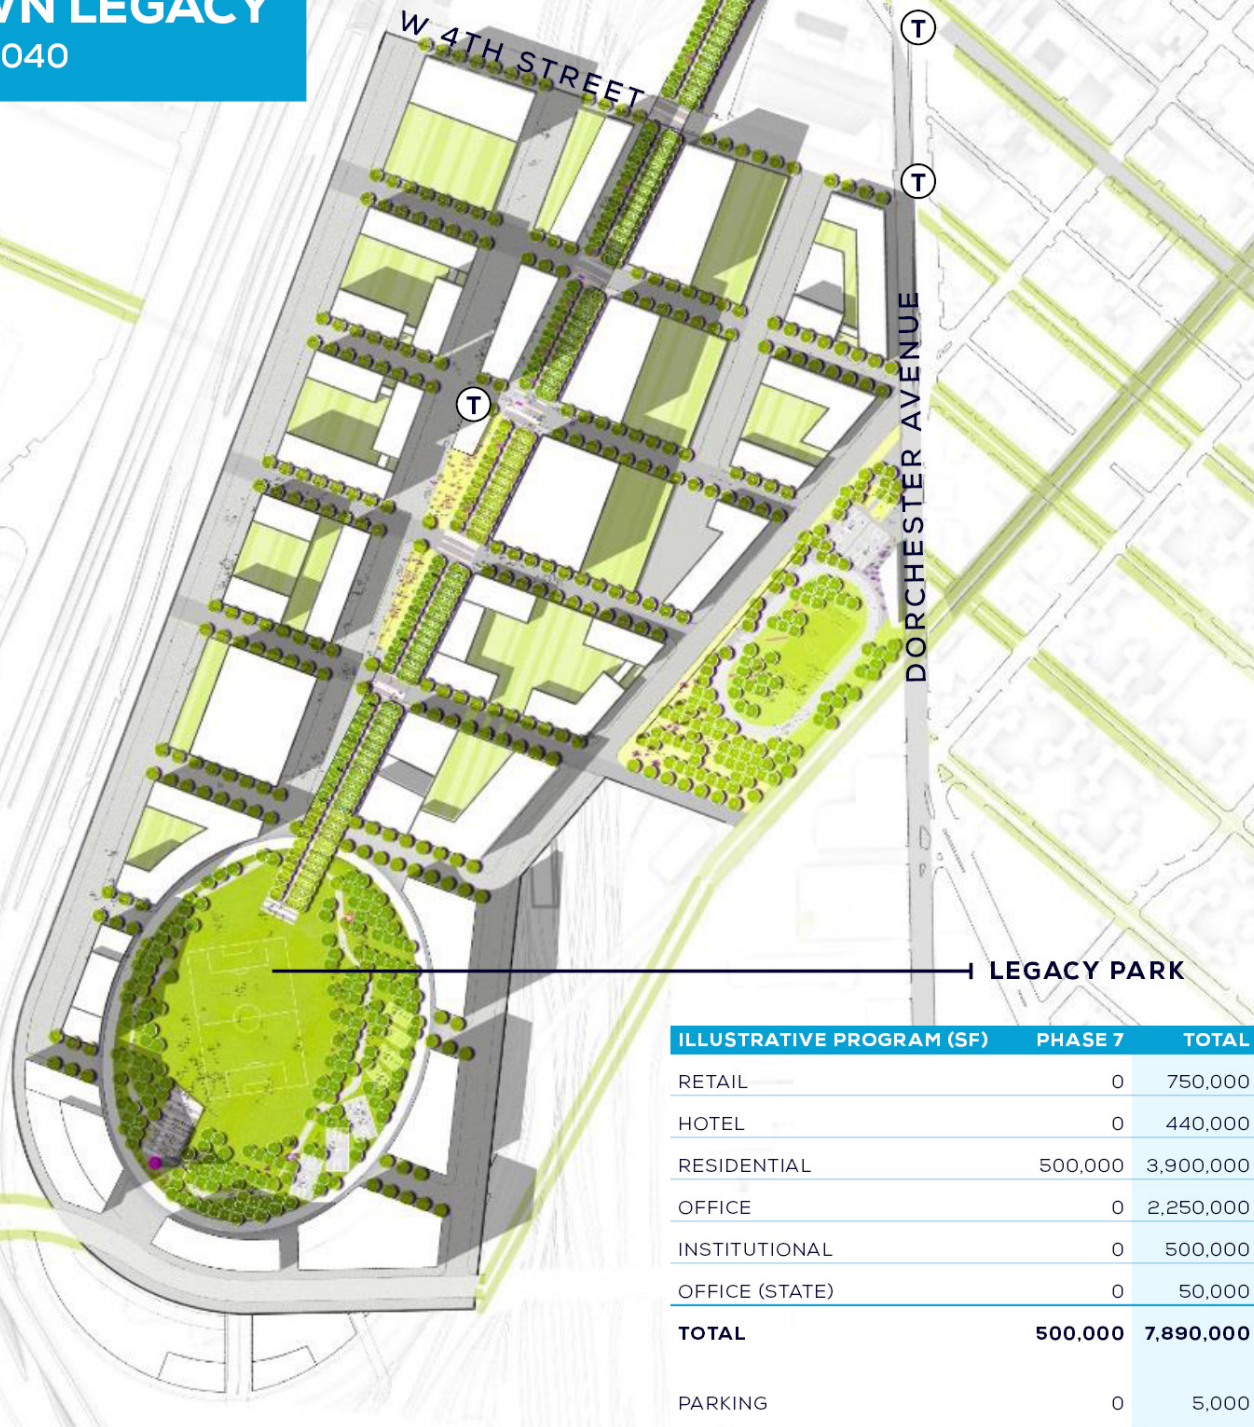 WN LEGACY
040
W 4TH STREET
T
T
T
DORCHESTER AVENUE
LEGACY PARK
ILLUSTRATIVE PROGRAM (SF) PHASE 7 TOTAL
RETAIL 0 750,000
HOTEL 0 440,000
RESIDENTIAL 500,000 3,900,000
OFFICE 0 2,250,000
INSTITUTIONAL 0 500,000
OFFICE (STATE) 0 50,000
TOTAL 500,000 7,890,000
PARKING 0 5,000